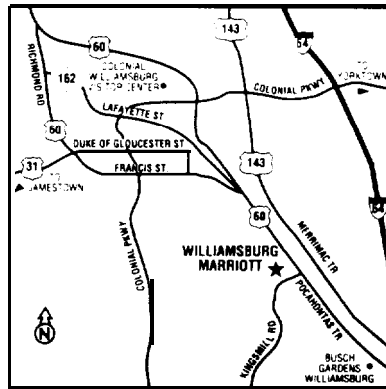 143
60
64
RICHMOND RD
COLONIAL
WILLIAMSBURG
VISITOR CENTER
162
TO
YORKTOWN
COLONIAL PKWY
LAFAYETTE ST
60
DUKE OF GLOUCESTER ST
FRANCIS ST
31
TO
JAMESTOWN
143
64
60
MERRIMAC TR
WILLIAMSBURG
MARRIOTT
COLONIAL PKWY
POCAHONTAS TR
KINGSMILL RD
N
BUSCH
GARDENS
WILLIAMSBURG